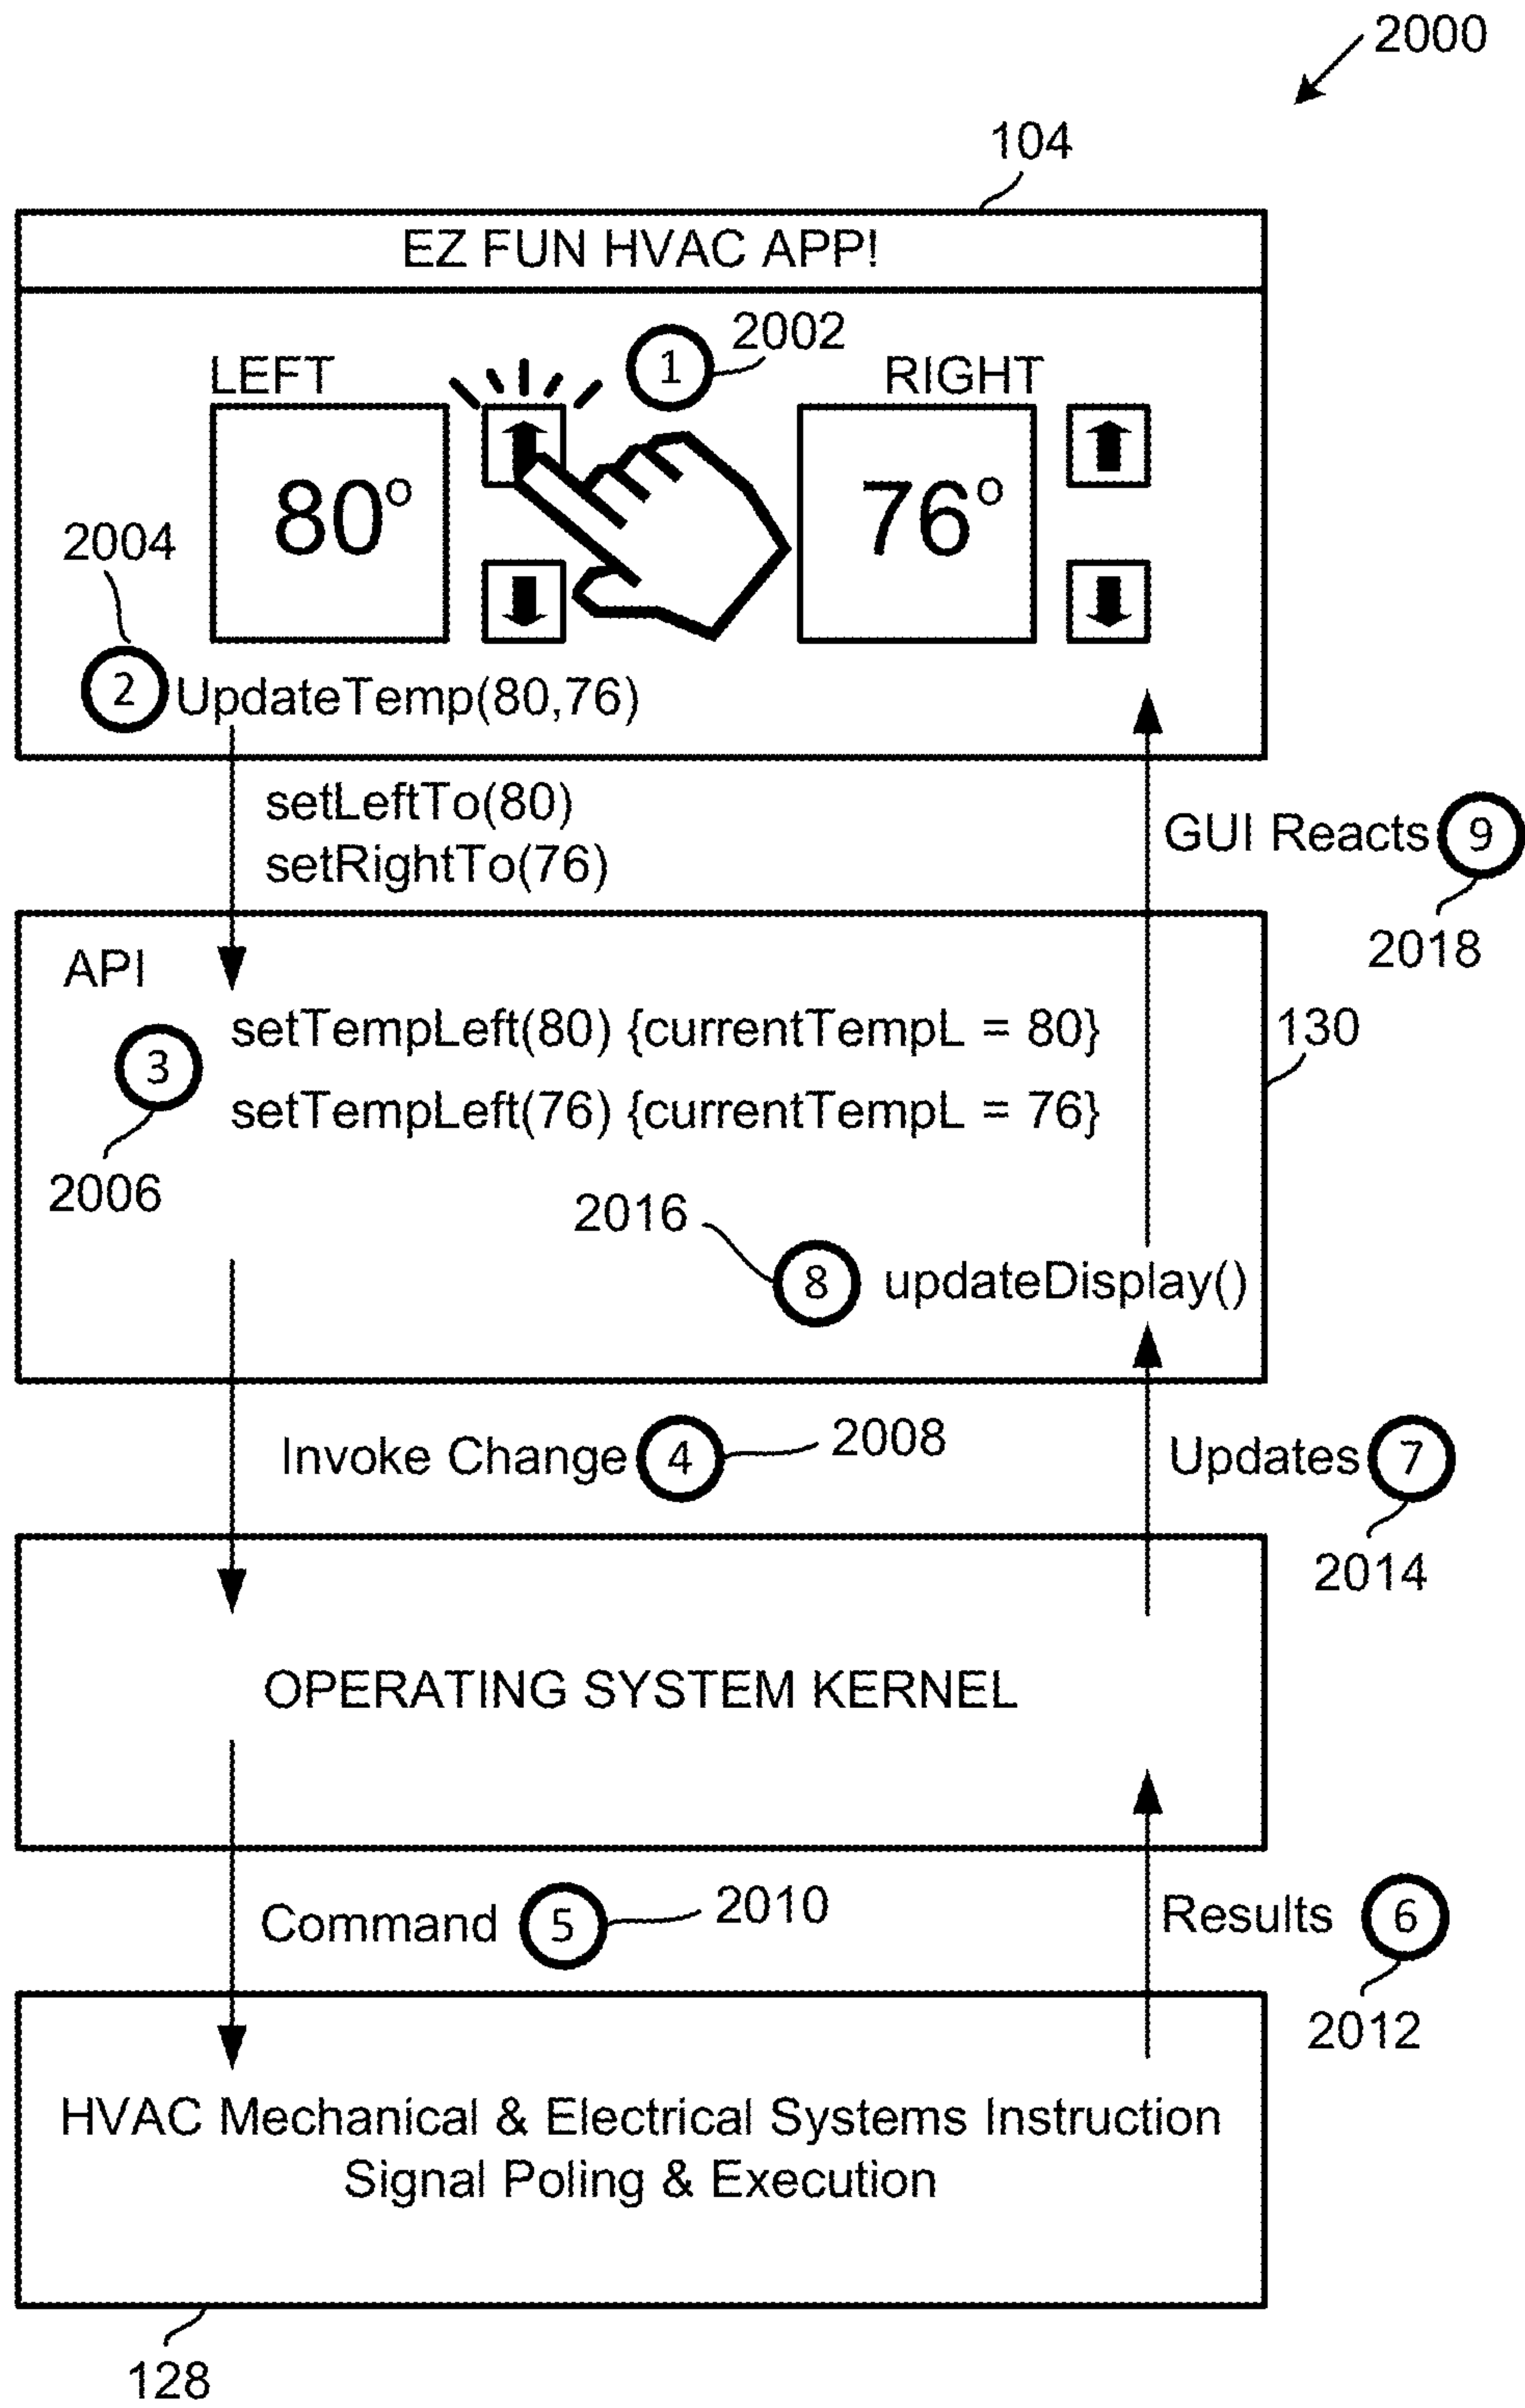 2000
104
EZ FUN HVAC APP!
1 2002
LEFT
RIGHT
80°
76°
2004
2 UpdateTemp(80,76)
setLeftTo(80)
setRightTo(76)
GUI Reacts 9
2018
API
3
setTempLeft(80) {currentTempL = 80}
setTempLeft(76) {currentTempL = 76}
130
2006
2016
8 updateDisplay()
Invoke Change 4 2008
Updates 7
2014
OPERATING SYSTEM KERNEL
Command 5 2010
Results 6
2012
HVAC Mechanical & Electrical Systems Instruction
Signal Poling & Execution
128